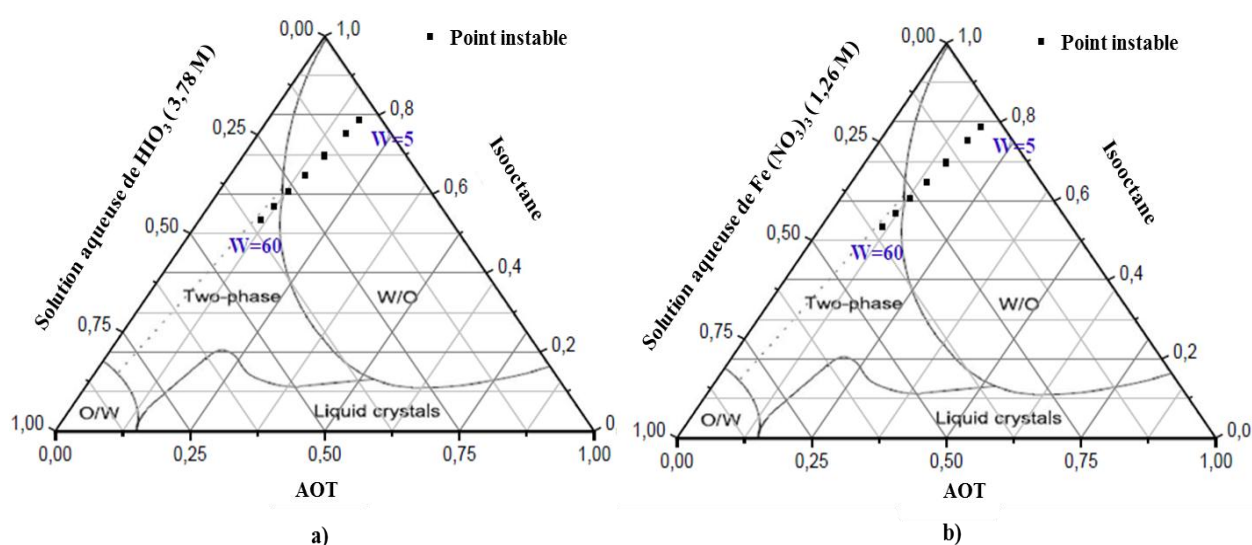 0,00 1,0
Point instable
Solution aqueuse de HIO3 ( 3,78 M)
0,25
0,8
W=5
Isooctane
0,6
0,50
W=60
0,4
Two-phase
W/O
0,75
0,2
O/W
Liquid crystals
1,00
0,
0,00 0,25 0,50 0,75 1,00
AOT
a)
0,00 1,0
Point instable
Solution aqueuse de Fe (NO3)3 ( 1,26 M)
0,25
0,8
W=5
Isooctane
0,6
0,50
W=60
0,4
Two-phase
W/O
0,75
0,2
O/W
Liquid crystals
1,00
0,0
0,00 0,25 0,50 0,75 1,00
AOT
b)